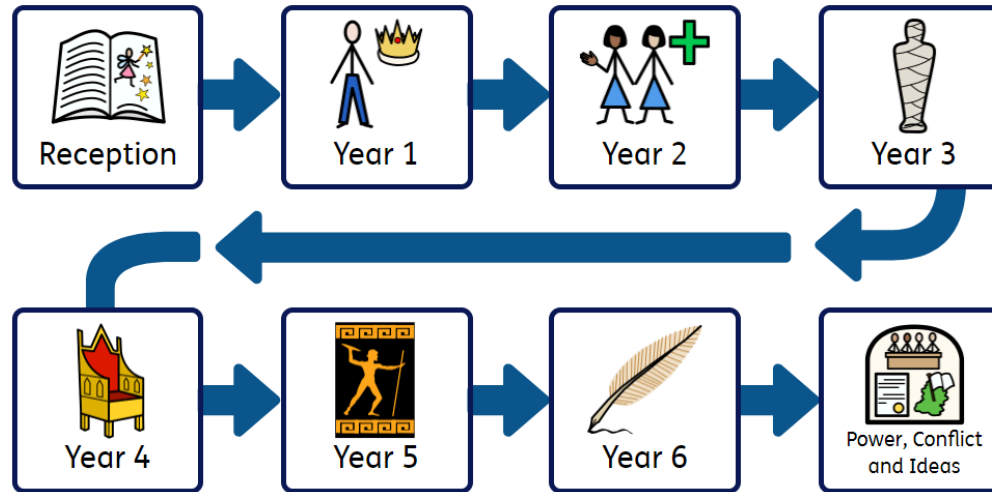 Reception
Year 1
Year 2
Year 3
Year 4
Year 5
Year 6
Power, Conflict
and Ideas